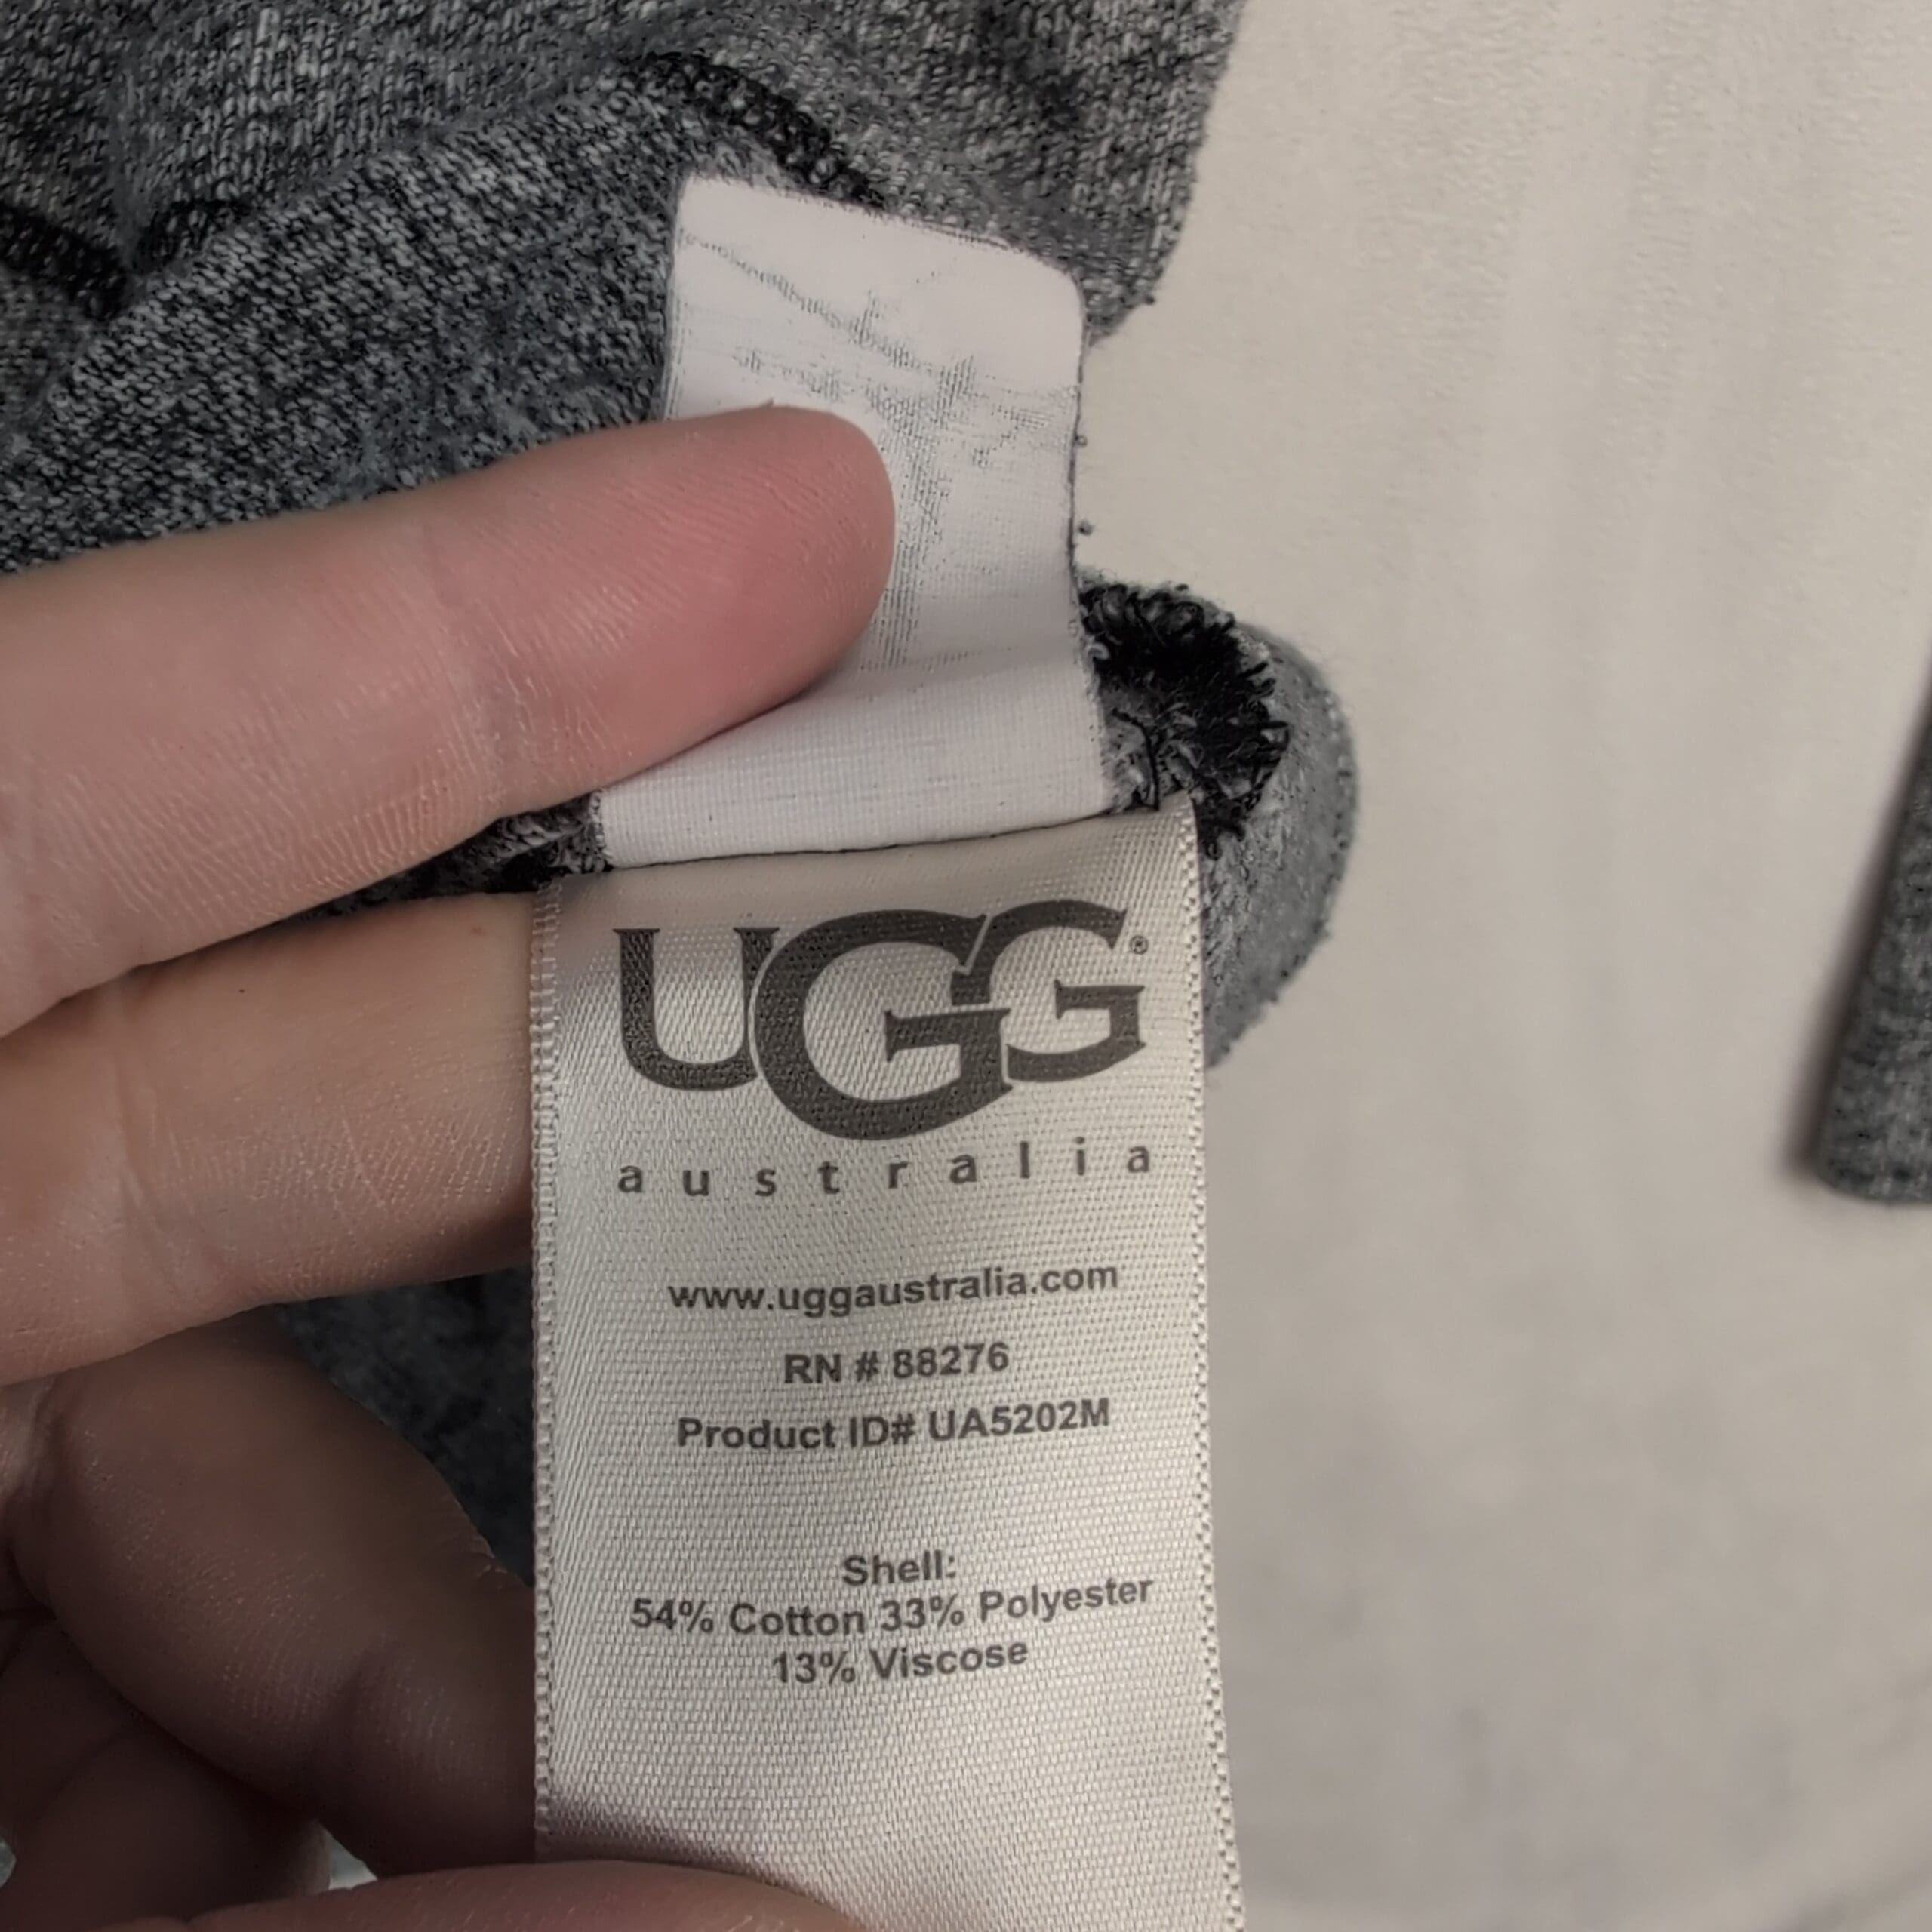 UGG®
australia
www.uggaustralia.com
RN # 88276
Product ID# UA5202M
Shell:
54% Cotton 33% Polyester
13% Viscose